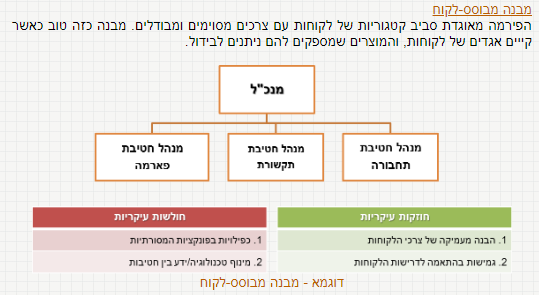 מבנה מבוסס-לקוח
הפירמה מאוגדת סביב קטגוריות של לקוחות עם צרכים מסוימים ומבודלים. מבנה כזה טוב כאשר
קיים אגדים של לקוחות, והמוצרים שמספקים להם ניתנים לבידול.
מנכ"ל
מנהל חטיבת
תחבורה
מנהל חטיבת
תקשורת
מנהל חטיבת
פארמה
חוזקות עיקריות
חולשות עיקריות
1. הבנה מעמיקה של צרכי הלקוחות
1. כפילויות בפונקציות המסורתיות
2. גמישות בהתאמה לדרישות הלקוחות
2. מינוף טכנולוגיה/ידע בין חטיבות
דוגמא - מבנה מבוסס-לקוח